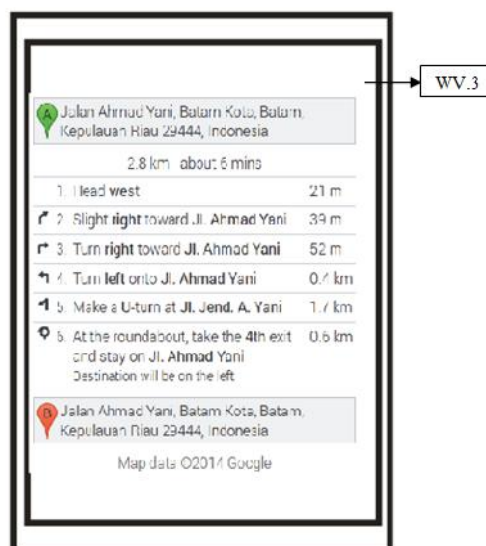 WV.3
A
Jalan Ahmad Yani, Batam Kota, Batam,
Kepulauan Riau 29444, Indonesia
2.8 km about 6 mins
1. Head west 21 m
2. Slight right toward Jl. Ahmad Yani 39 m
3. Turn right toward Jl. Ahmad Yani 52 m
4. Turn left onto Jl. Ahmad Yani 0.4 km
5. Make a U-turn at Jl. Jend. A. Yani 1.7 km
6. At the roundabout, take the 4th exit 0.6 km
and stay on Jl. Ahmad Yani
Destination will be on the left
B
Jalan Ahmad Yani, Batam Kota, Batam,
Kepulauan Riau 29444, Indonesia
Map data ©2014 Google